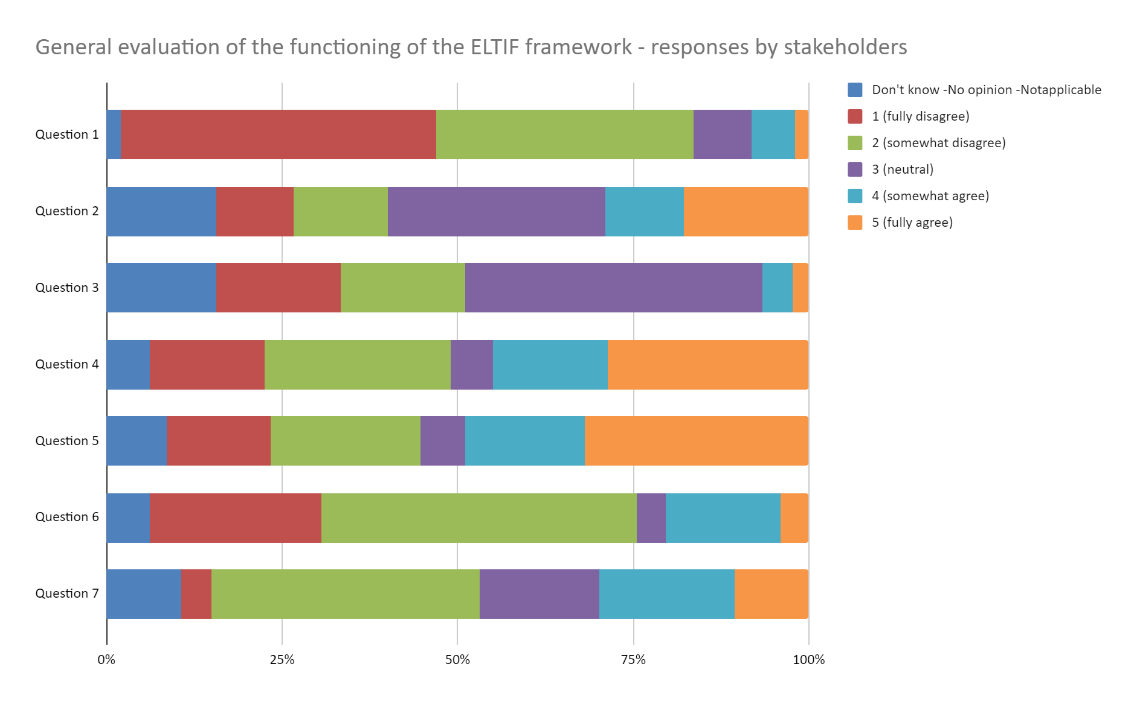 General evaluation of the functioning of the ELTIF framework - responses by stakeholders
Don't know -No opinion -Notapplicable
1 (fully disagree)
2 (somewhat disagree)
3 (neutral)
4 (somewhat agree)
5 (fully agree)
Question 1
Question 2
Question 3
Question 4
Question 5
Question 6
Question 7
0% 25% 50% 75% 100%